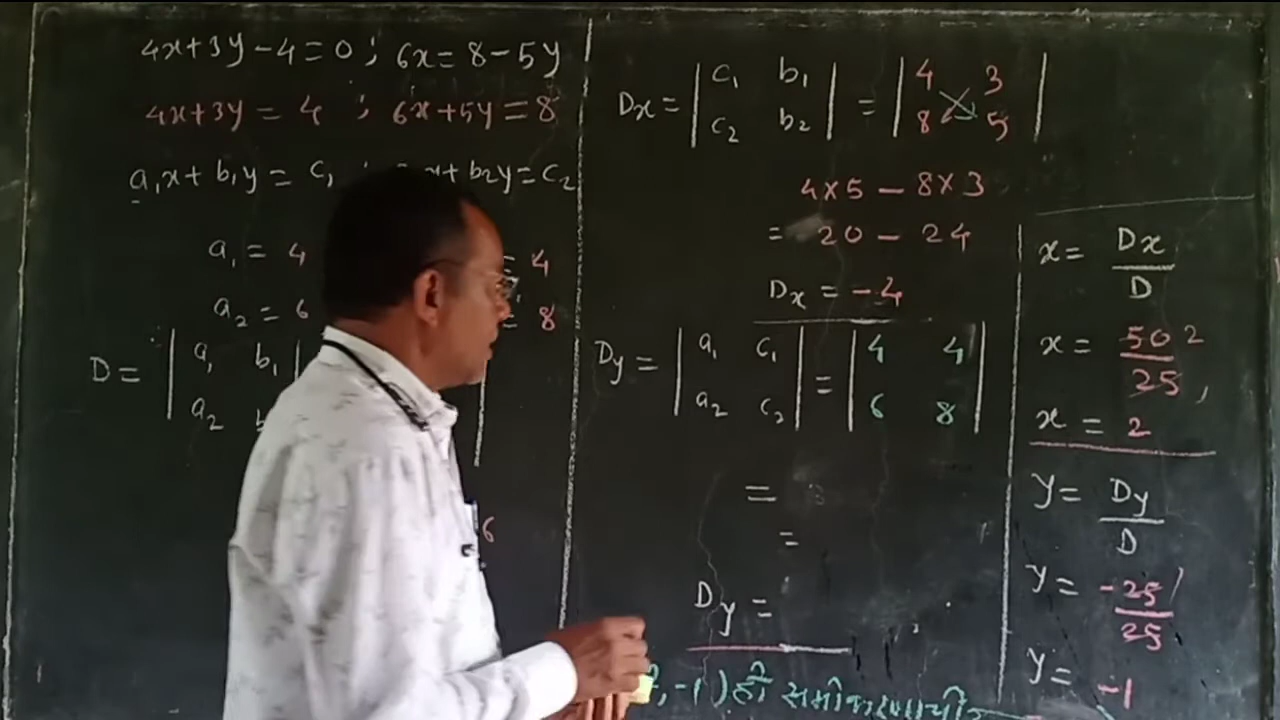 4x+3y-4=0 ; 6x=8-5y
4x+3y=4 ; 6x+5y=8
a₁x+b₁y=c₁ x+b₂y=c₂
a₁=4 =4
a₂=6 =8
D= | a₁ b₁ |
a₂
6
Dx= | c₁ b₁ | = | 4 3 |
| c₂ b₂ | | 8 5 |
4×5-8×3
= 20-24
Dx=-4
Dy= | a₁ c₁ | = | 4 4 |
| a₂ c₂ | | 6 8 |
=
=
Dy=
,-1) ही
x= Dx
D
x= 50 2
25
x=2
y= Dy
D
y= -25
25
y= -1